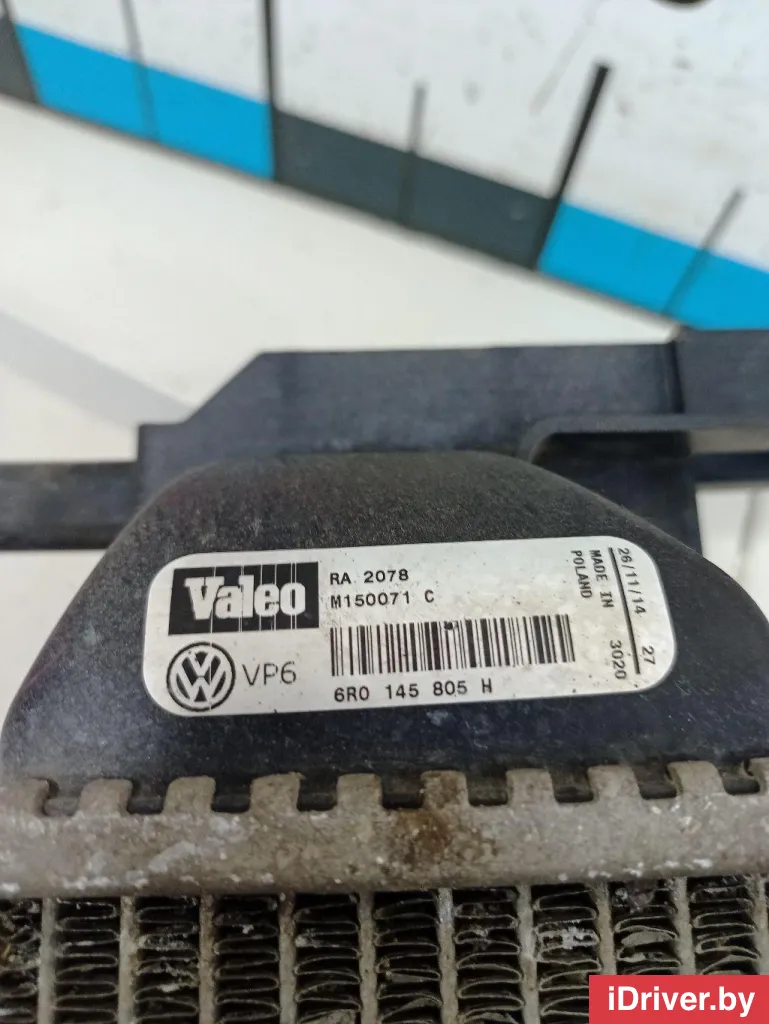 Valeo
RA 2078
M150071 C
VP6
6R0 145 805 H
MADE IN
POLAND
26/11/14 27
3020
iDriver.by